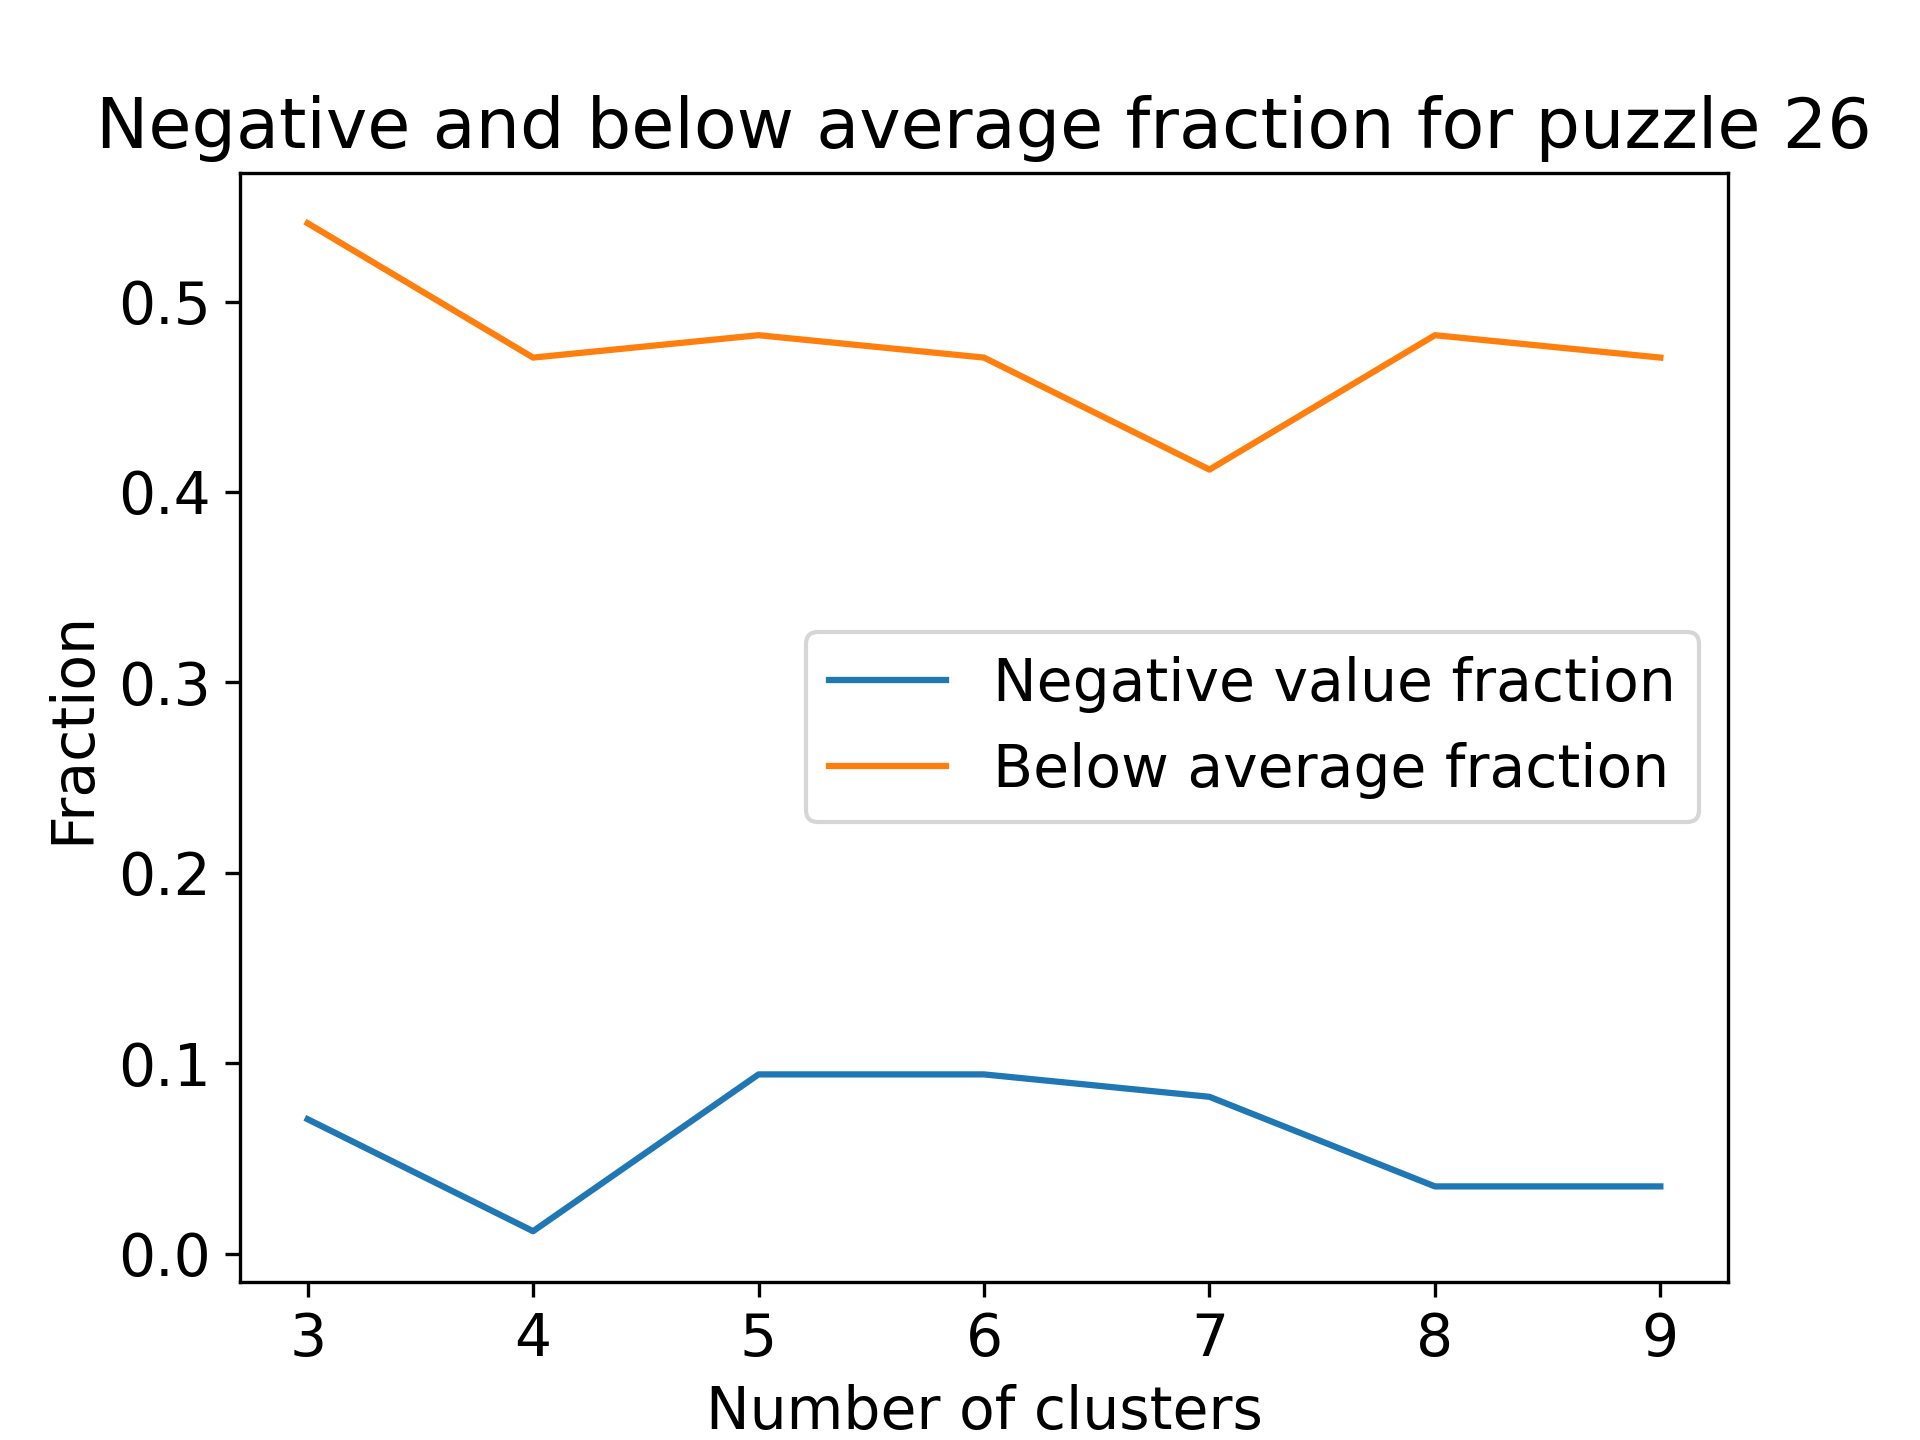 Negative and below average fraction for puzzle 26
0.5
0.4
0.3
0.2
0.1
0.0
Fraction
Negative value fraction
Below average fraction
3 4 5 6 7 8 9
Number of clusters